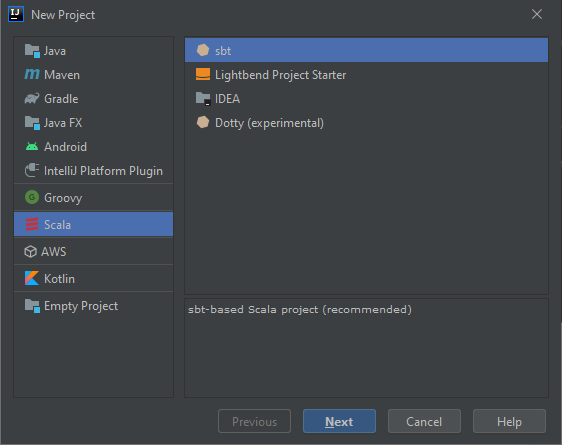 IJ New Project
Java
Maven
Gradle
Java FX
Android
IntelliJ Platform Plugin
Groovy
Scala
AWS
Kotlin
Empty Project
sbt
Lightbend Project Starter
IDEA
Dotty (experimental)
sbt-based Scala project (recommended)
Previous Next Cancel Help